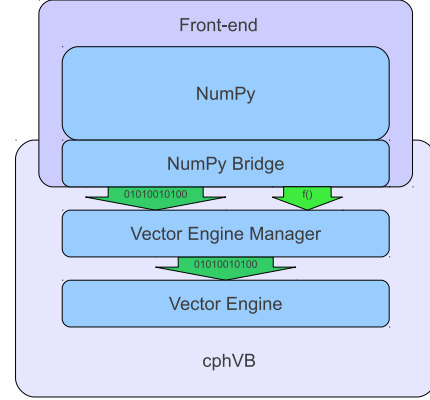 Front-end
NumPy
NumPy Bridge
01010010100 f()
Vector Engine Manager
01010010100
Vector Engine
cphVB